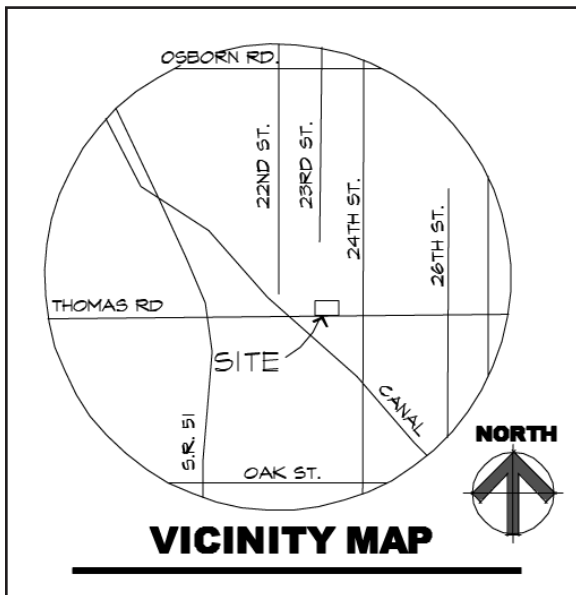 OSBORN RD.
22ND ST.
23RD ST.
24TH ST.
26TH ST.
THOMAS RD
SITE
CANAL
S.R. 51
OAK ST.
NORTH
VICINITY MAP